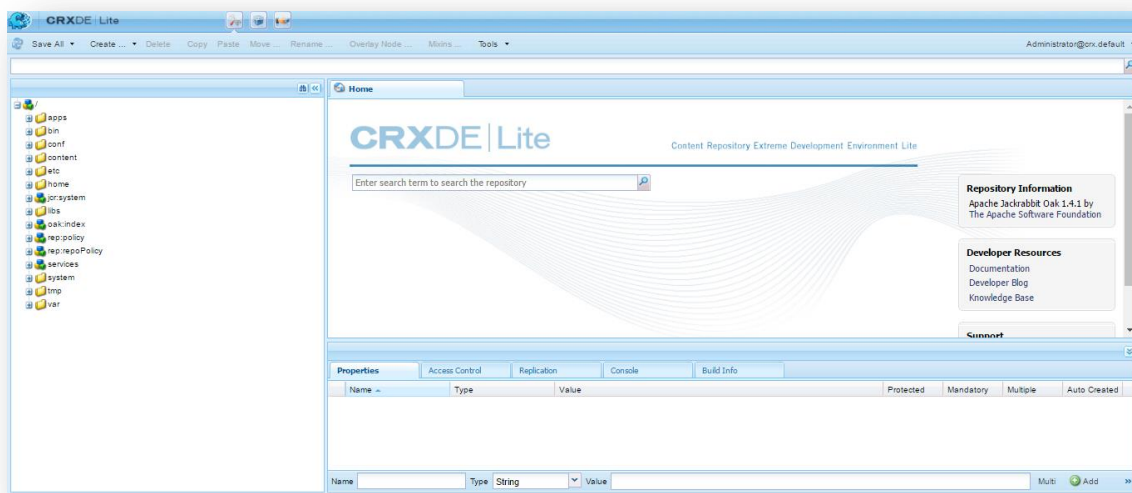 CRXDE | Lite
Save All Create ... Delete Copy Paste Move ... Rename ... Overlay Node ... Mixins ... Tools Administrator@crx.default
Home
/
apps
bin
conf
content
etc
home
jcr:system
libs
oak:index
rep:policy
rep:repoPolicy
services
system
tmp
var
CRXDE | Lite
Content Repository Extreme Development Environment Lite
Enter search term to search the repository
Repository Information
Apache Jackrabbit Oak 1.4.1 by
The Apache Software Foundation
Developer Resources
Documentation
Developer Blog
Knowledge Base
Support
Properties Access Control Replication Console Build Info
Name Type Value Protected Mandatory Multiple Auto Created
Name Type String Value Multi Add